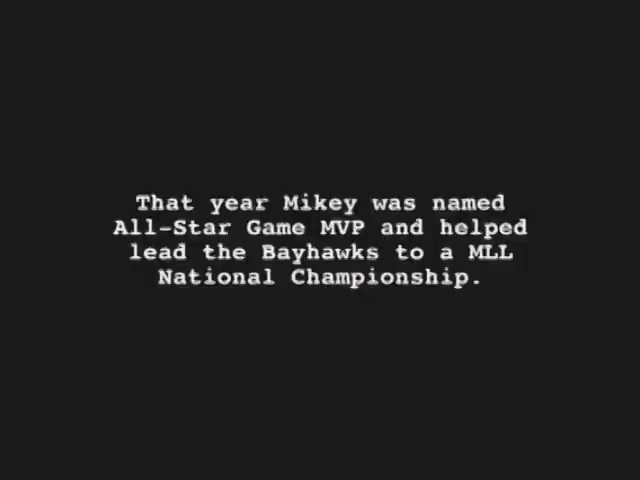 That year Mikey was named
All-Star Game MVP and helped
lead the Bayhawks to a MLL
National Championship.